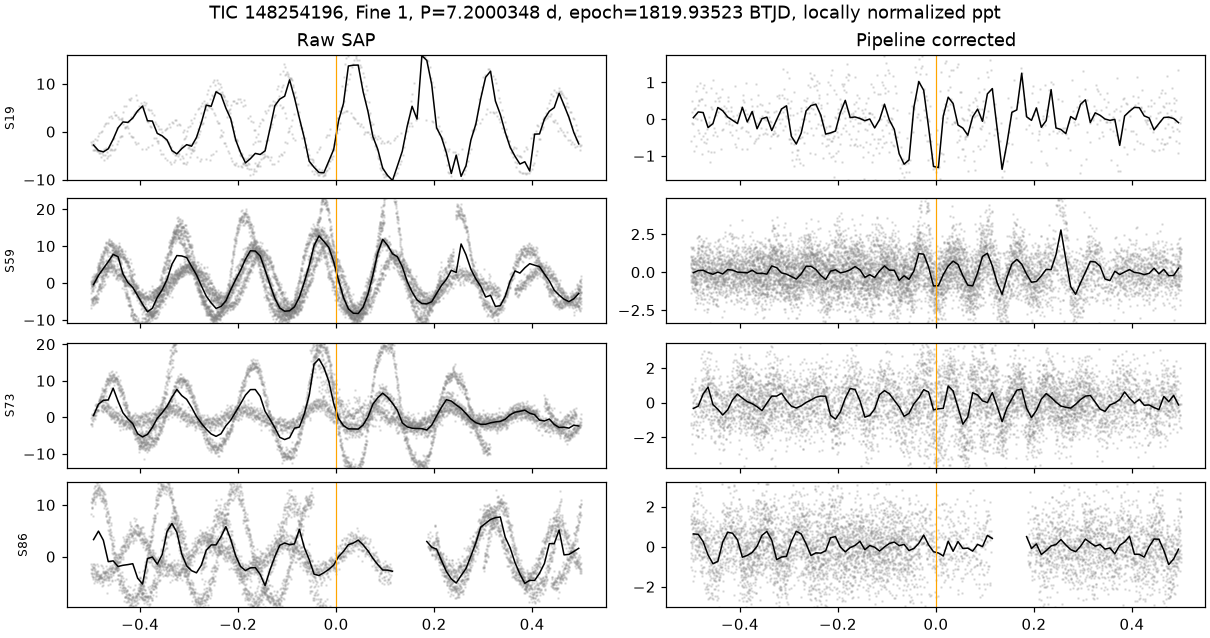 TIC 148254196, Fine 1, P=7.2000348 d, epoch=1819.93523 BTJD, locally normalized ppt
Raw SAP
Pipeline corrected
S19
10
0
−10
1
0
−1
S59
20
10
0
−10
2.5
0.0
−2.5
S73
20
10
0
−10
2
0
−2
S86
10
0
2
0
−2
−0.4 −0.2 0.0 0.2 0.4
−0.4 −0.2 0.0 0.2 0.4